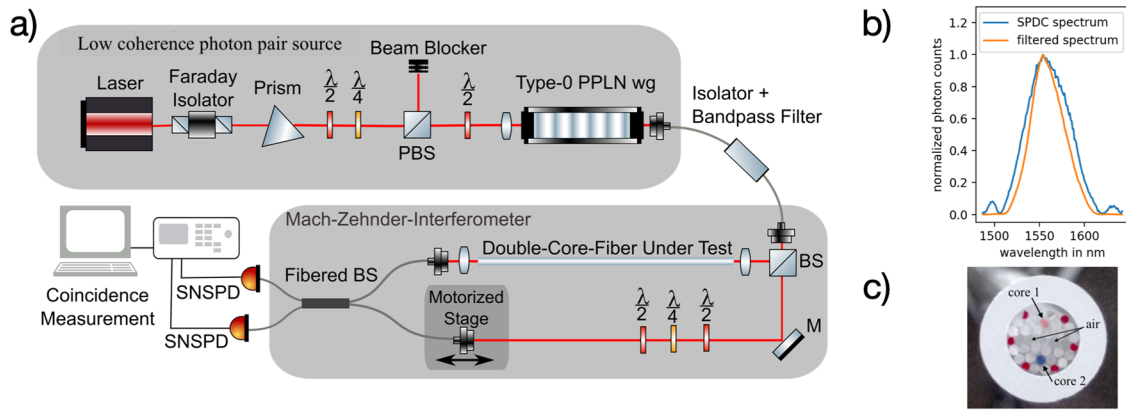 a)
Low coherence photon pair source
Laser
Faraday
Isolator
Prism
λ
2
λ
4
Beam Blocker
PBS
λ
2
Type-0 PPLN wg
Isolator +
Bandpass Filter
Mach-Zehnder-Interferometer
Double-Core-Fiber Under Test
BS
Fibered BS
SNSPD
SNSPD
Coincidence
Measurement
Motorized
Stage
λ
2
λ
4
λ
2
M
b)
SPDC spectrum
filtered spectrum
normalized photon counts
1.2
1.0
0.8
0.6
0.4
0.2
0.0
1500
1550
1600
wavelength in nm
c)
core 1
air
core 2